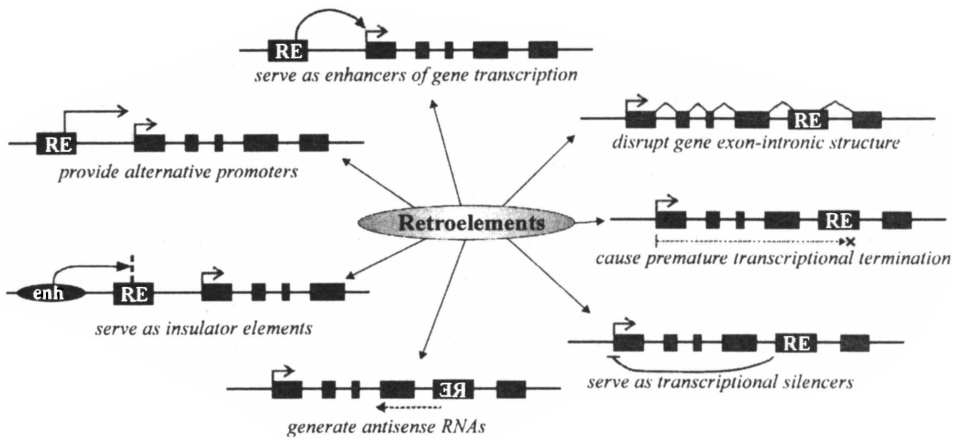 RE
serve as enhancers of gene transcription
RE
disrupt gene exon-intronic structure
RE
provide alternative promoters
Retroelements
RE
cause premature transcriptional termination
enh
RE
serve as insulator elements
RE
serve as transcriptional silencers
RE
generate antisense RNAs